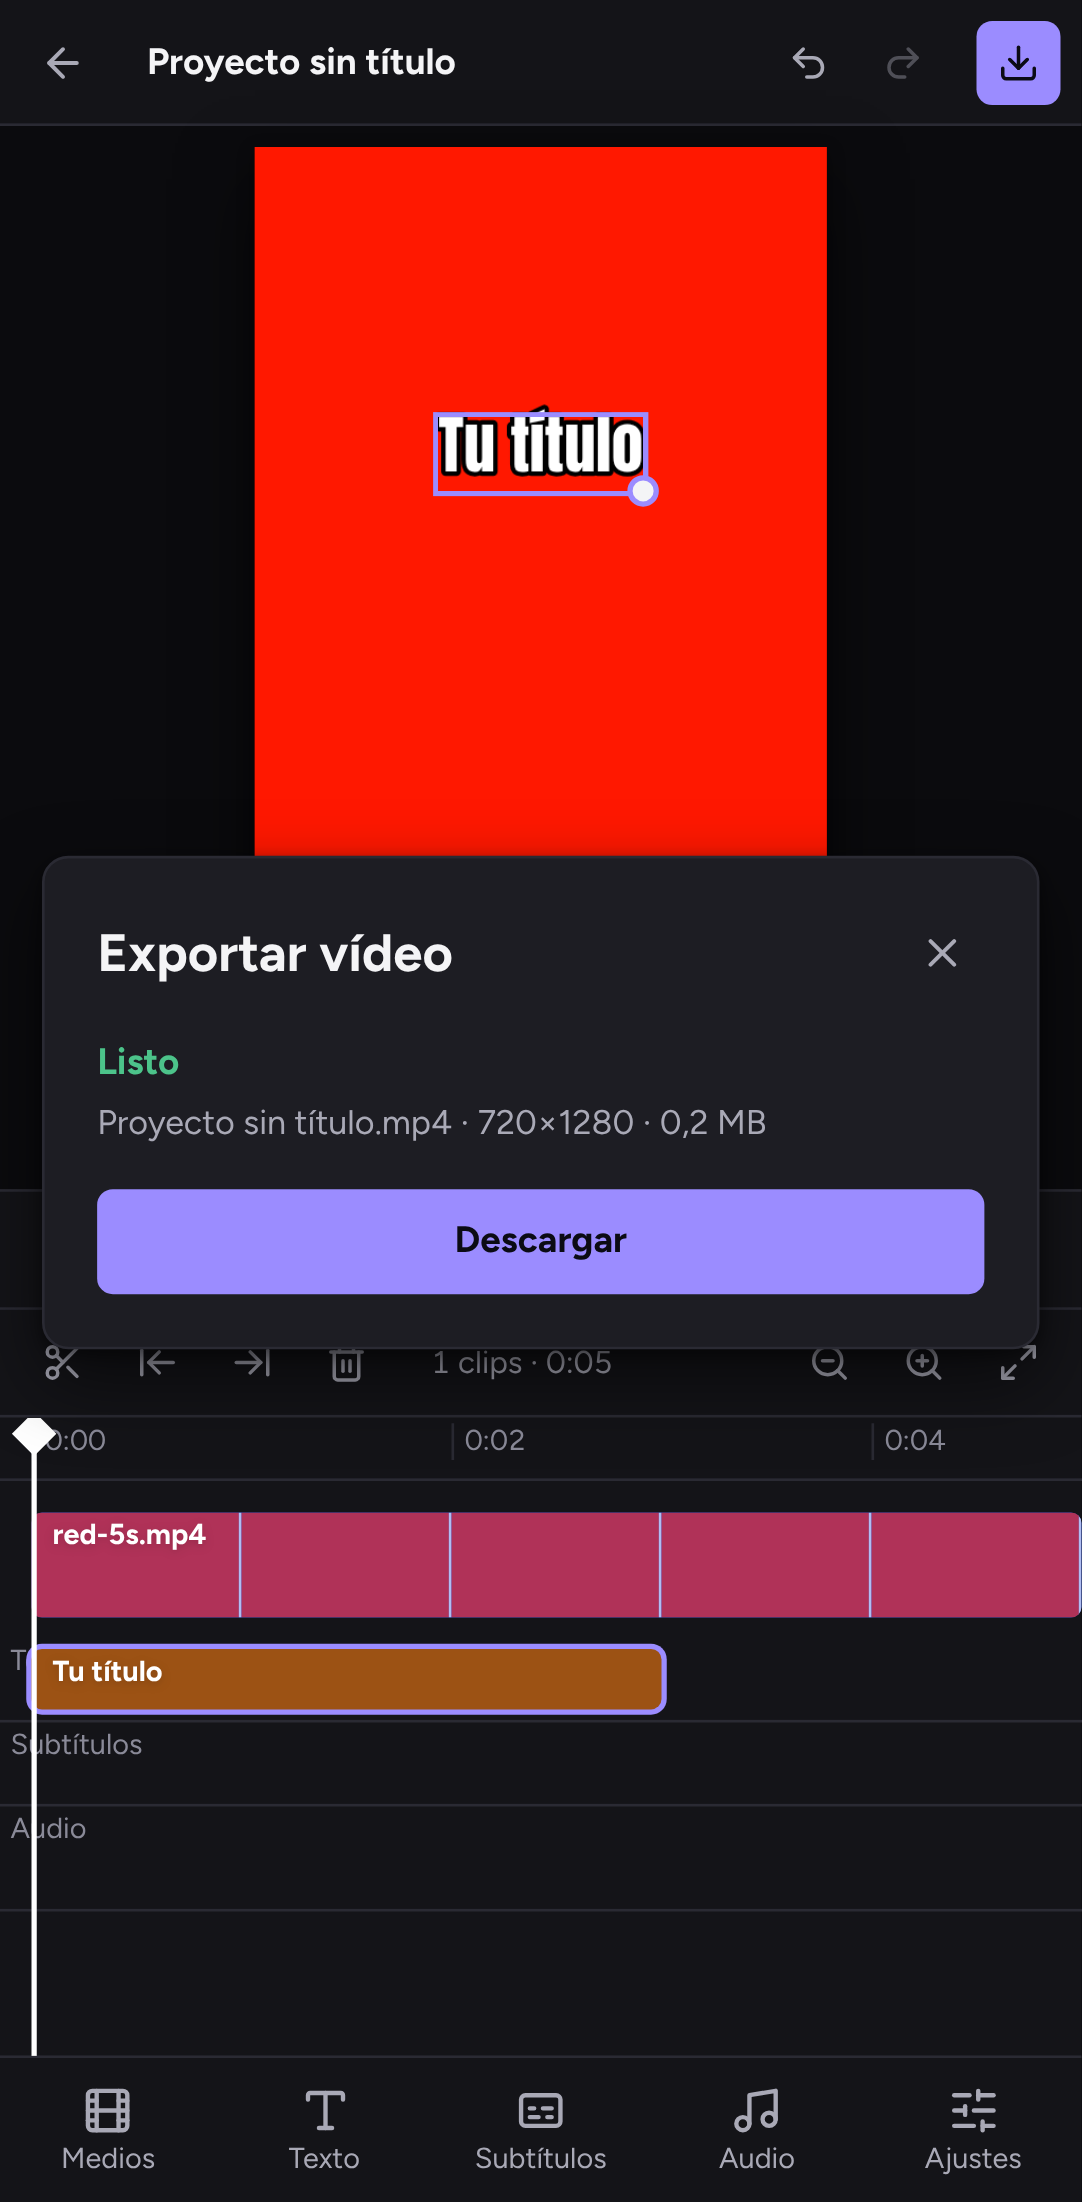 Proyecto sin título
Tu título
Exportar vídeo
Listo
Proyecto sin título.mp4 · 720×1280 · 0,2 MB
Descargar
1 clips · 0:05
0:00
0:02
0:04
red-5s.mp4
Tu título
Subtítulos
Audio
Medios
Texto
Subtítulos
Audio
Ajustes